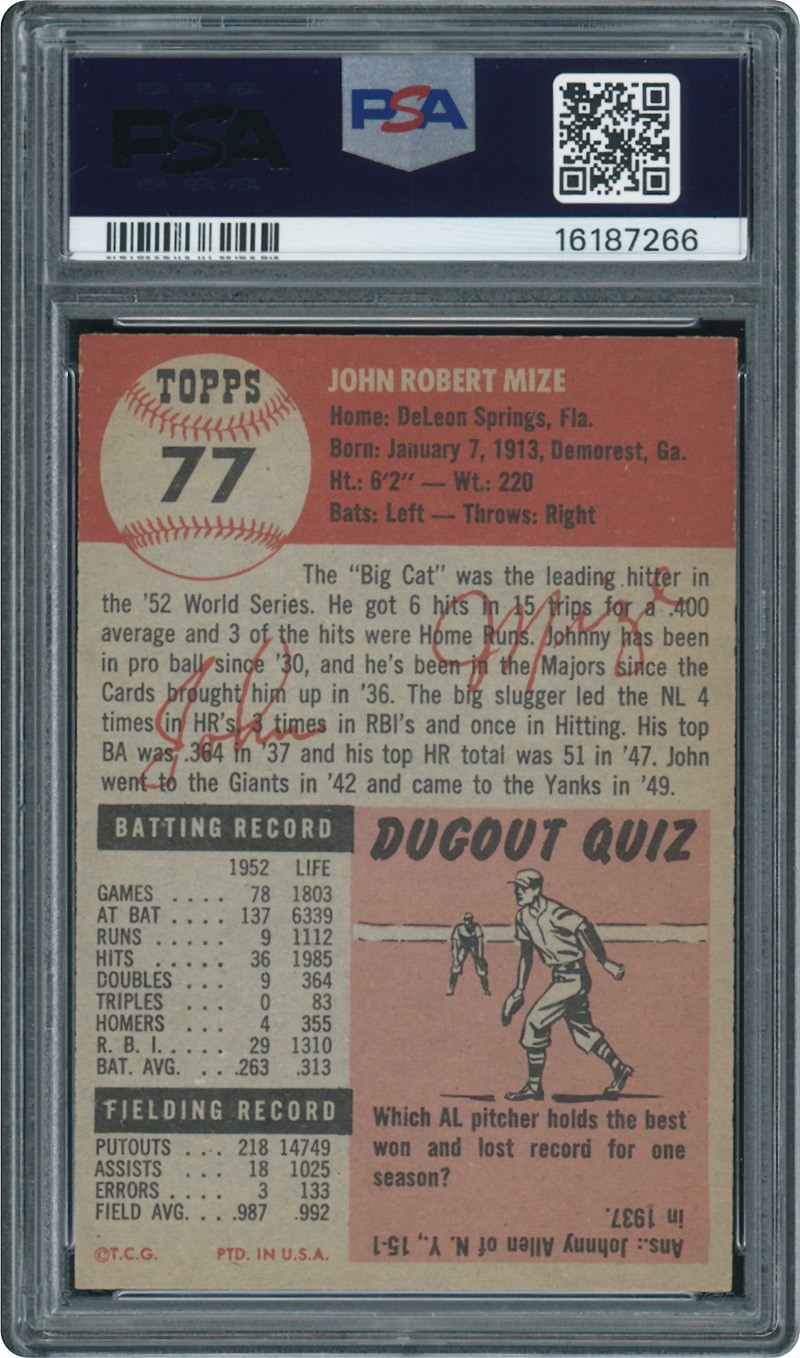 PSA PSA PSA
PSA
PSA PSA PSA
PSA
16187266
TOPPS
77
JOHN ROBERT MIZE
Home: DeLeon Springs, Fla.
Born: January 7, 1913, Demorest, Ga.
Ht.: 6'2" — Wt.: 220
Bats: Left — Throws: Right
The "Big Cat" was the leading hitter in
the '52 World Series. He got 6 hits in 15 trips for a .400
average and 3 of the hits were Home Runs. Johnny has been
in pro ball since '30, and he's been in the Majors since the
Cards brought him up in '36. The big slugger led the NL 4
times in HR's, 3 times in RBI's and once in Hitting. His top
BA was .364 in '37 and his top HR total was 51 in '47. John
went to the Giants in '42 and came to the Yanks in '49.
John Mize
BATTING RECORD
1952 LIFE
GAMES .... 78 1803
AT BAT .... 137 6339
RUNS ..... 9 1112
HITS ..... 36 1985
DOUBLES ... 9 364
TRIPLES ... 0 83
HOMERS ... 4 355
R. B. I. .... 29 1310
BAT. AVG. ... .263 .313
FIELDING RECORD
PUTOUTS ... 218 14749
ASSISTS ... 18 1025
ERRORS .... 3 133
FIELD AVG. ... .987 .992
©T.C.G. PTD. IN U.S.A.
DUGOUT QUIZ
Which AL pitcher holds the best
won and lost record for one
season?
Ans.: Johnny Allen of N. Y., 15-1
in 1937.